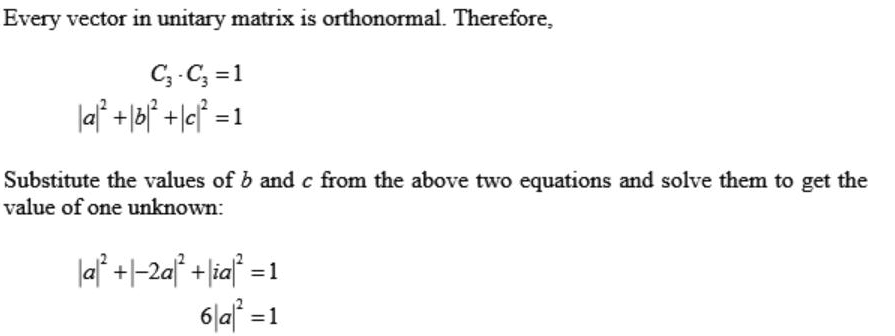 Every vector in unitary matrix is orthonormal. Therefore,
C₃ · C₃ = 1
|a|² + |b|² + |c|² = 1
Substitute the values of b and c from the above two equations and solve them to get the
value of one unknown:
|a|² + |−2a|² + |ia|² = 1
6|a|² = 1